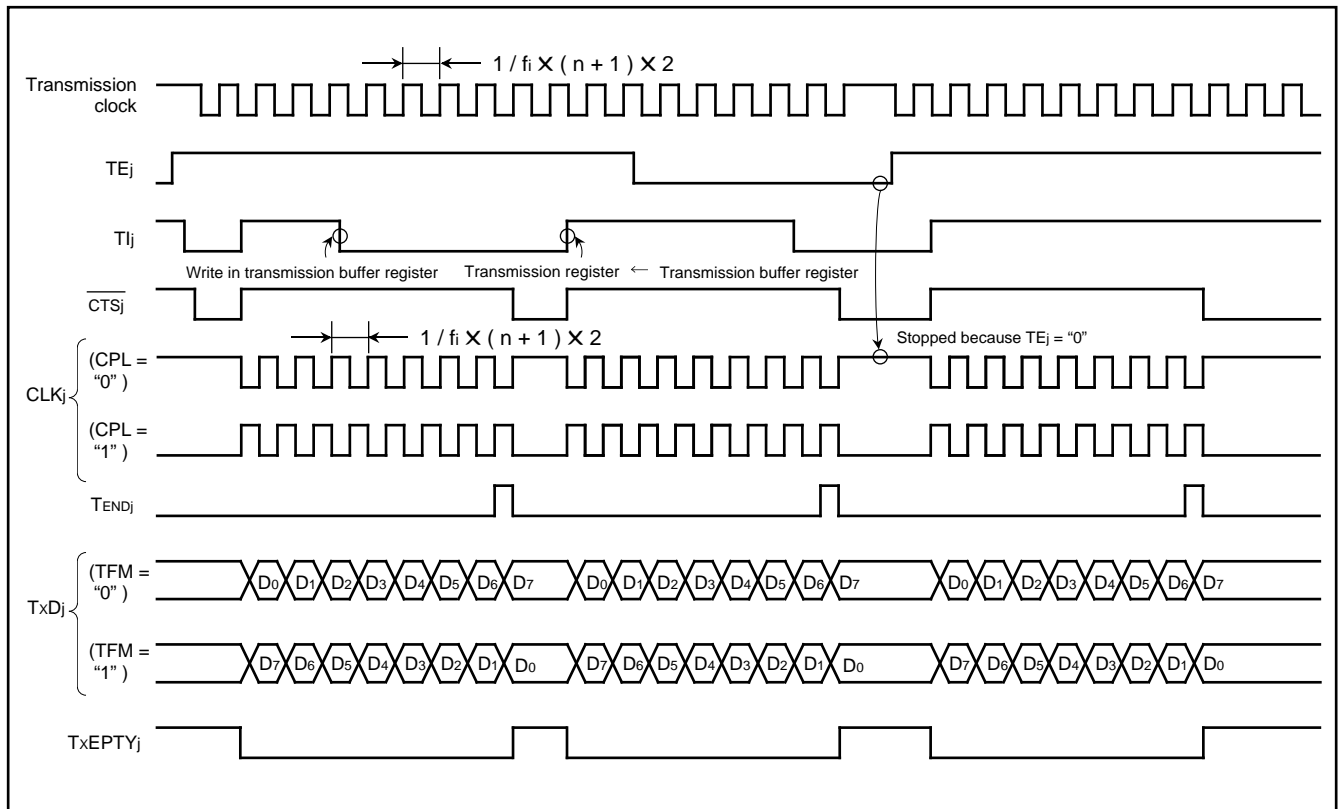 1 / fi X ( n + 1 ) X 2
Transmission
clock
TEj
TIj
Write in transmission buffer register
Transmission register ← Transmission buffer register
CTSj
1 / fi X ( n + 1 ) X 2
Stopped because TEj = “0”
(CPL =
“0” )
CLKj
(CPL =
“1” )
TENDj
(TFM =
“0” )
D0 D1 D2 D3 D4 D5 D6 D7 D0 D1 D2 D3 D4 D5 D6 D7 D0 D1 D2 D3 D4 D5 D6 D7
TxDj
(TFM =
“1” )
D7 D6 D5 D4 D3 D2 D1 D0 D7 D6 D5 D4 D3 D2 D1 D0 D7 D6 D5 D4 D3 D2 D1 D0
TxEPTYj